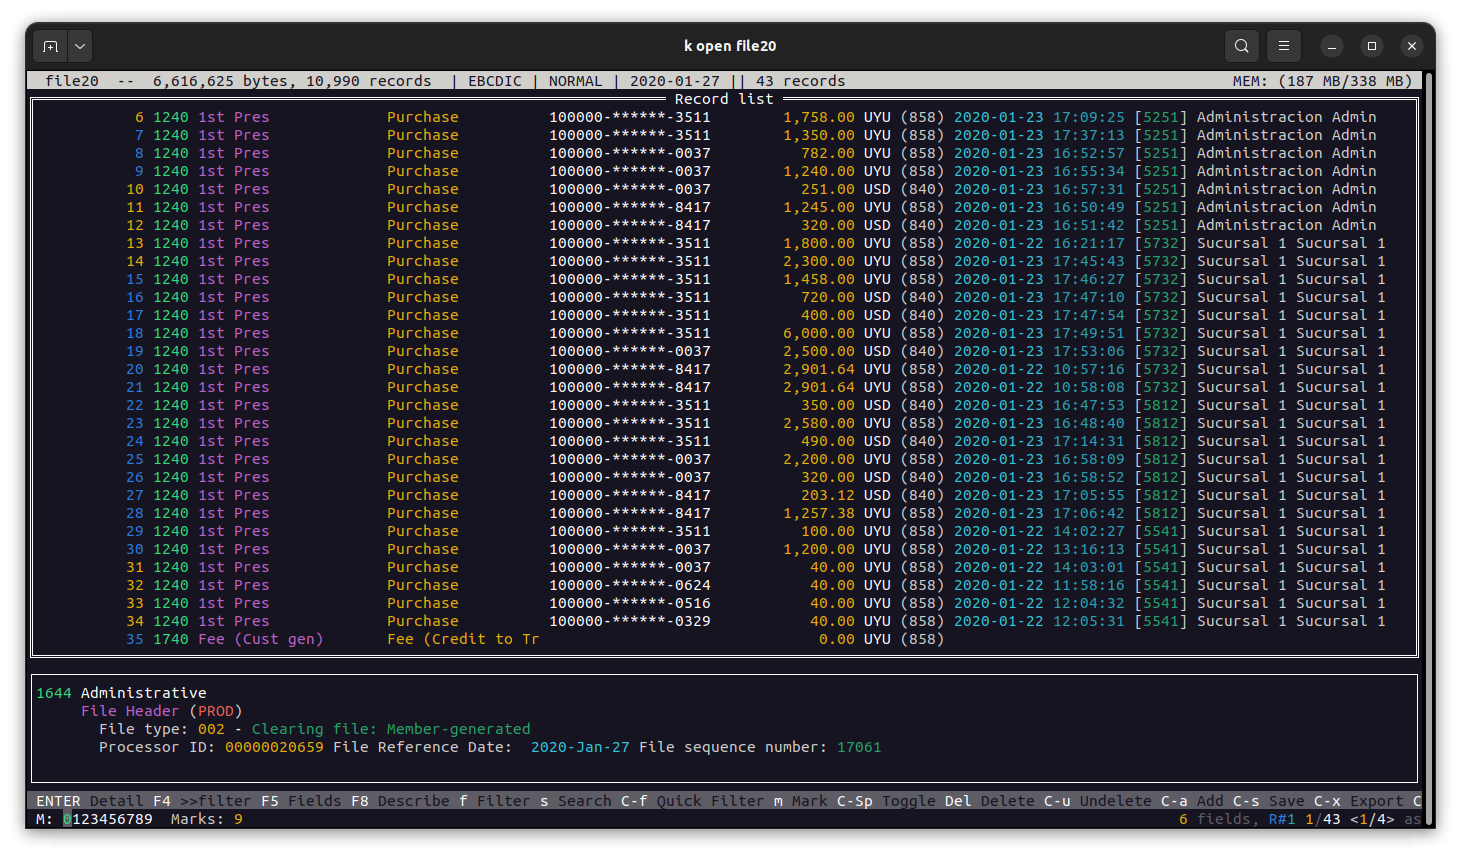 k open file20
file20  --  6,616,625 bytes, 10,990 records  | EBCDIC | NORMAL | 2020-01-27 || 43 records MEM: (187 MB/338 MB)
Record list
6 1240 1st Pres Purchase 100000-******-3511 1,758.00 UYU (858) 2020-01-23 17:09:25 [5251] Administracion Admin
7 1240 1st Pres Purchase 100000-******-3511 1,350.00 UYU (858) 2020-01-23 17:37:13 [5251] Administracion Admin
8 1240 1st Pres Purchase 100000-******-0037 782.00 UYU (858) 2020-01-23 16:52:57 [5251] Administracion Admin
9 1240 1st Pres Purchase 100000-******-0037 1,240.00 UYU (858) 2020-01-23 16:55:34 [5251] Administracion Admin
10 1240 1st Pres Purchase 100000-******-0037 251.00 USD (840) 2020-01-23 16:57:31 [5251] Administracion Admin
11 1240 1st Pres Purchase 100000-******-8417 1,245.00 UYU (858) 2020-01-23 16:50:49 [5251] Administracion Admin
12 1240 1st Pres Purchase 100000-******-8417 320.00 USD (840) 2020-01-23 16:51:42 [5251] Administracion Admin
13 1240 1st Pres Purchase 100000-******-3511 1,800.00 UYU (858) 2020-01-22 16:21:17 [5732] Sucursal 1 Sucursal 1
14 1240 1st Pres Purchase 100000-******-3511 2,300.00 UYU (858) 2020-01-23 17:45:43 [5732] Sucursal 1 Sucursal 1
15 1240 1st Pres Purchase 100000-******-3511 1,458.00 UYU (858) 2020-01-23 17:46:27 [5732] Sucursal 1 Sucursal 1
16 1240 1st Pres Purchase 100000-******-3511 720.00 USD (840) 2020-01-23 17:47:10 [5732] Sucursal 1 Sucursal 1
17 1240 1st Pres Purchase 100000-******-3511 400.00 USD (840) 2020-01-23 17:47:54 [5732] Sucursal 1 Sucursal 1
18 1240 1st Pres Purchase 100000-******-3511 6,000.00 UYU (858) 2020-01-23 17:49:51 [5732] Sucursal 1 Sucursal 1
19 1240 1st Pres Purchase 100000-******-0037 2,500.00 USD (840) 2020-01-23 17:53:06 [5732] Sucursal 1 Sucursal 1
20 1240 1st Pres Purchase 100000-******-8417 2,901.64 UYU (858) 2020-01-22 10:57:16 [5732] Sucursal 1 Sucursal 1
21 1240 1st Pres Purchase 100000-******-8417 2,901.64 UYU (858) 2020-01-22 10:58:08 [5732] Sucursal 1 Sucursal 1
22 1240 1st Pres Purchase 100000-******-3511 350.00 USD (840) 2020-01-23 16:47:53 [5812] Sucursal 1 Sucursal 1
23 1240 1st Pres Purchase 100000-******-3511 2,580.00 UYU (858) 2020-01-23 16:48:40 [5812] Sucursal 1 Sucursal 1
24 1240 1st Pres Purchase 100000-******-3511 490.00 USD (840) 2020-01-23 17:14:31 [5812] Sucursal 1 Sucursal 1
25 1240 1st Pres Purchase 100000-******-0037 2,200.00 UYU (858) 2020-01-23 16:58:09 [5812] Sucursal 1 Sucursal 1
26 1240 1st Pres Purchase 100000-******-0037 320.00 USD (840) 2020-01-23 16:58:52 [5812] Sucursal 1 Sucursal 1
27 1240 1st Pres Purchase 100000-******-8417 203.12 USD (840) 2020-01-23 17:05:55 [5812] Sucursal 1 Sucursal 1
28 1240 1st Pres Purchase 100000-******-8417 1,257.38 UYU (858) 2020-01-23 17:06:42 [5812] Sucursal 1 Sucursal 1
29 1240 1st Pres Purchase 100000-******-3511 100.00 UYU (858) 2020-01-22 14:02:27 [5541] Sucursal 1 Sucursal 1
30 1240 1st Pres Purchase 100000-******-0037 1,200.00 UYU (858) 2020-01-22 13:16:13 [5541] Sucursal 1 Sucursal 1
31 1240 1st Pres Purchase 100000-******-0037 40.00 UYU (858) 2020-01-22 14:03:01 [5541] Sucursal 1 Sucursal 1
32 1240 1st Pres Purchase 100000-******-0624 40.00 UYU (858) 2020-01-22 11:58:16 [5541] Sucursal 1 Sucursal 1
33 1240 1st Pres Purchase 100000-******-0516 40.00 UYU (858) 2020-01-22 12:04:32 [5541] Sucursal 1 Sucursal 1
34 1240 1st Pres Purchase 100000-******-0329 40.00 UYU (858) 2020-01-22 12:05:31 [5541] Sucursal 1 Sucursal 1
35 1740 Fee (Cust gen) Fee (Credit to Tr 0.00 UYU (858)
1644 Administrative
File Header (PROD)
File type: 002 - Clearing file: Member-generated
Processor ID: 00000020659 File Reference Date:  2020-Jan-27 File sequence number: 17061
ENTER Detail F4 >>filter F5 Fields F8 Describe f Filter s Search C-f Quick Filter m Mark C-Sp Toggle Del Delete C-u Undelete C-a Add C-s Save C-x Export C
M: 0123456789  Marks: 9 6 fields, R#1 1/43 <1/4> as